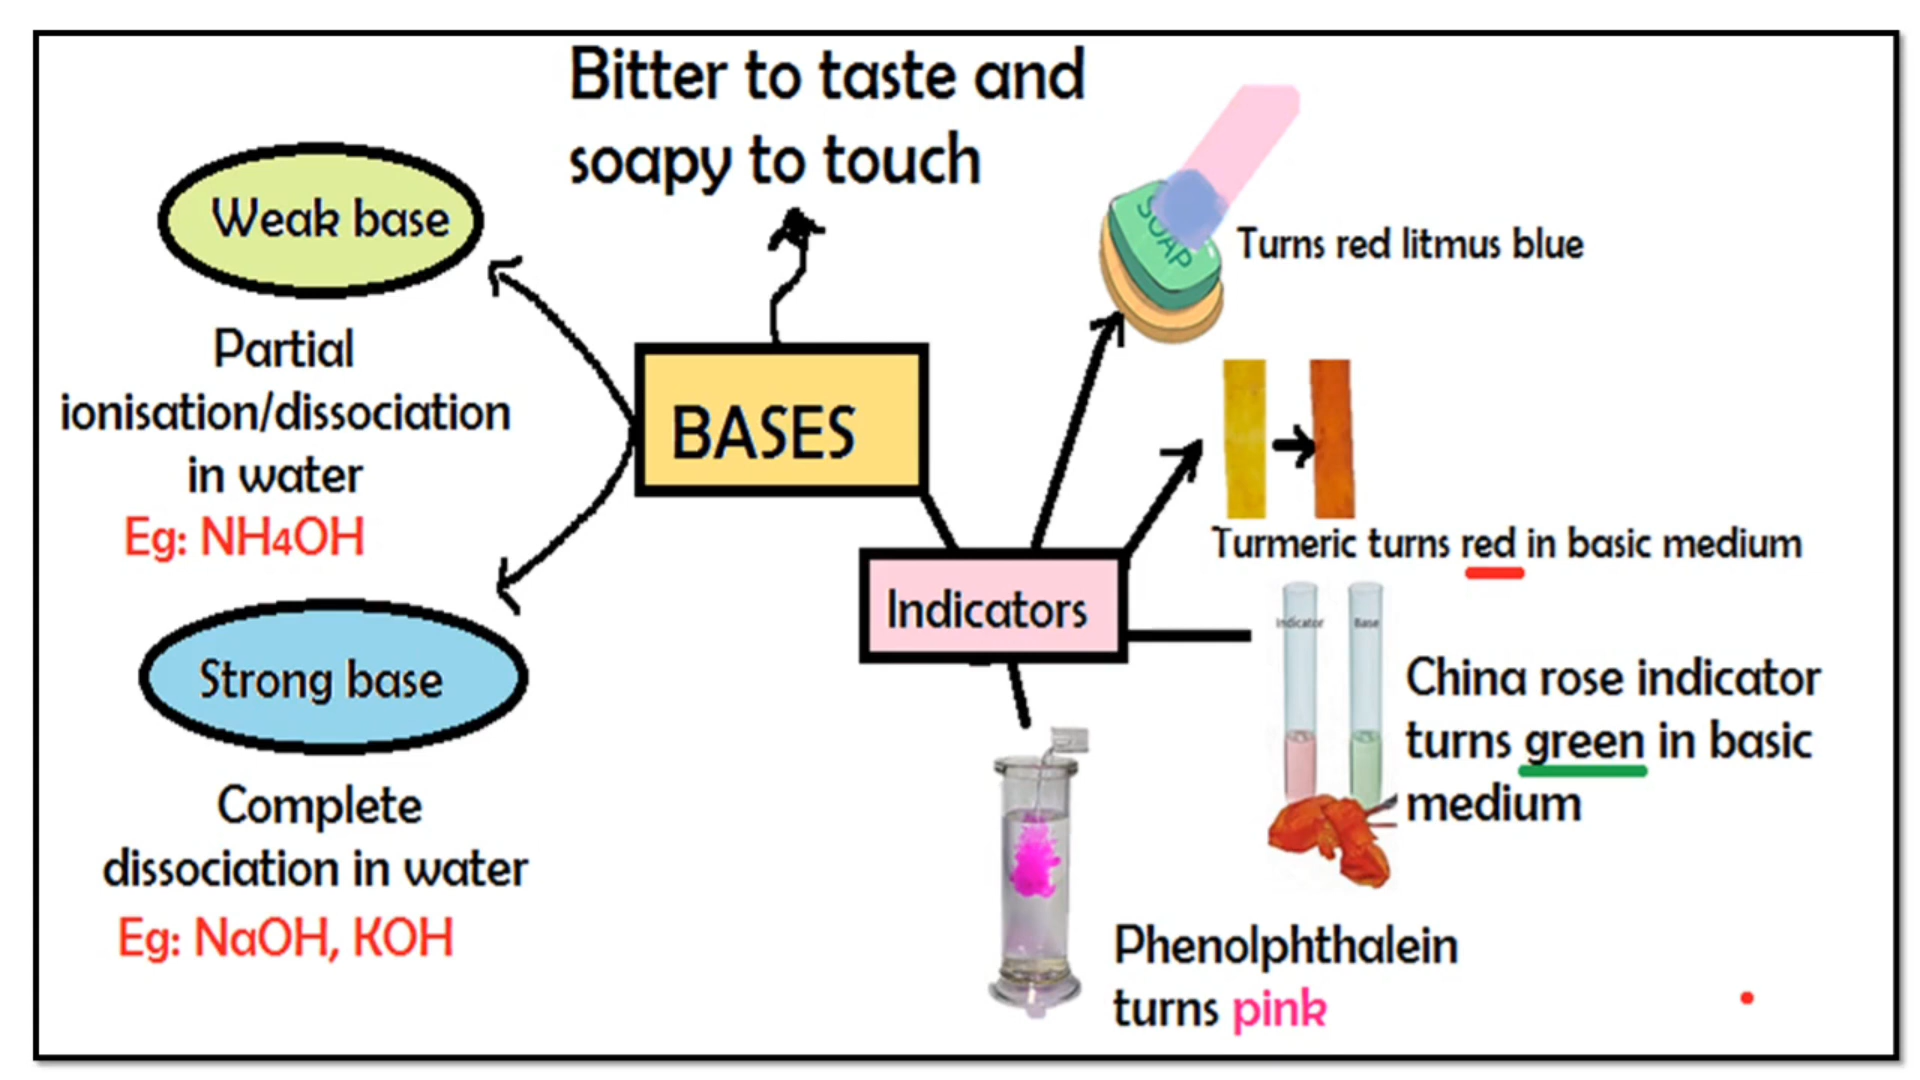 Bitter to taste and
soapy to touch
Weak base
Partial
ionisation/dissociation
in water
Eg: NH4OH
BASES
Strong base
Complete
dissociation in water
Eg: NaOH, KOH
Indicators
SOAP
Turns red litmus blue
Turmeric turns red in basic medium
Indicator
Base
China rose indicator
turns green in basic
medium
Phenolphthalein
turns pink